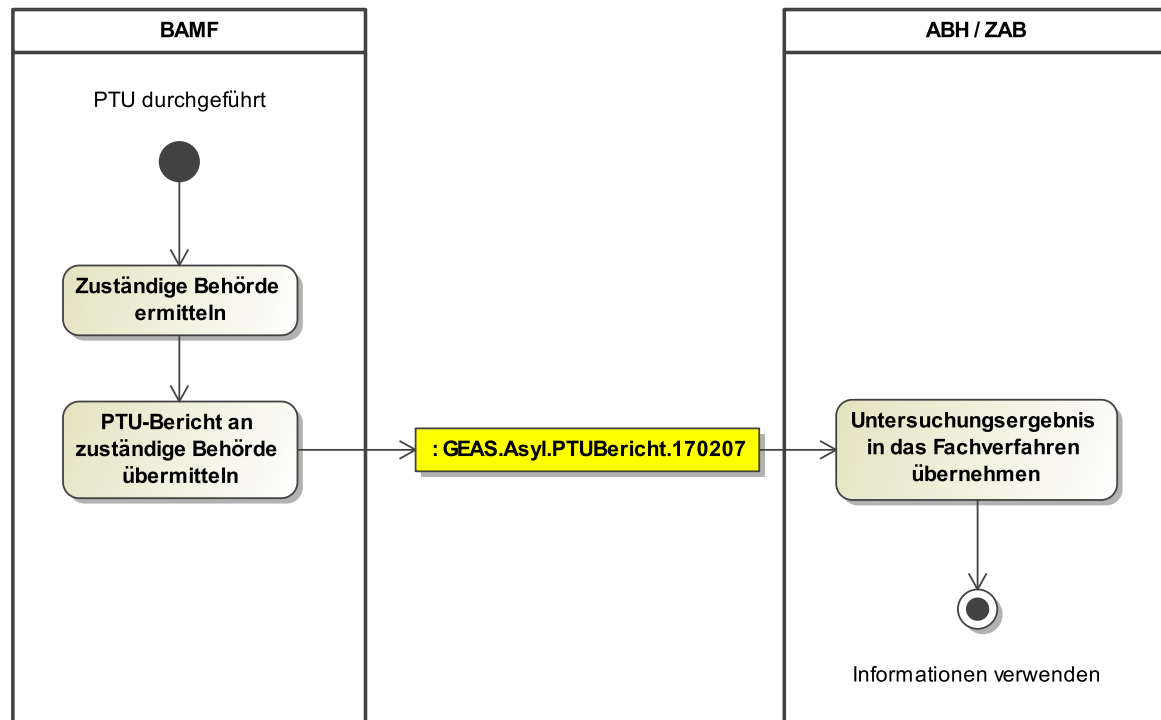 BAMF
ABH / ZAB
PTU durchgeführt
Zuständige Behörde
ermitteln
PTU-Bericht an
zuständige Behörde
übermitteln
: GEAS.Asyl.PTUBericht.170207
Untersuchungsergebnis
in das Fachverfahren
übernehmen
Informationen verwenden